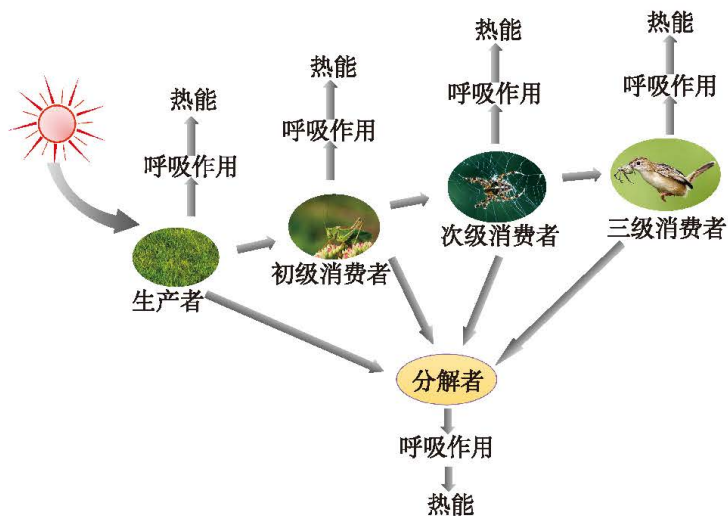 热能
呼吸作用
生产者
热能
呼吸作用
初级消费者
热能
呼吸作用
次级消费者
热能
呼吸作用
三级消费者
分解者
呼吸作用
热能